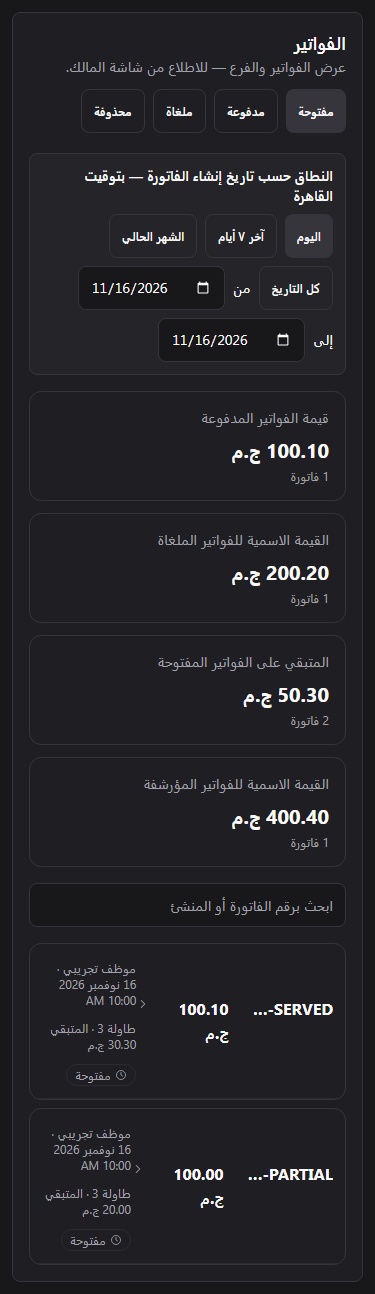 الفواتير
عرض الفواتير والفرع — للاطلاع من شاشة المالك.
مفتوحة
مدفوعة
ملغاة
محذوفة
النطاق حسب تاريخ إنشاء الفاتورة — بتوقيت
القاهرة
اليوم
آخر ٧ أيام
الشهر الحالي
كل التاريخ
من
11/16/2026
إلى
11/16/2026
قيمة الفواتير المدفوعة
100.10 ج.م
1 فاتورة
القيمة الاسمية للفواتير الملغاة
200.20 ج.م
1 فاتورة
المتبقي على الفواتير المفتوحة
50.30 ج.م
2 فاتورة
القيمة الاسمية للفواتير المؤرشفة
400.40 ج.م
1 فاتورة
ابحث برقم الفاتورة أو المنشئ
...-SERVED
100.10
ج.م
موظف تجريبي ·
16 نوفمبر 2026
10:00 AM
طاولة 3 · المتبقي
30.30 ج.م
مفتوحة
...-PARTIAL
100.00
ج.م
موظف تجريبي ·
16 نوفمبر 2026
10:00 AM
طاولة 3 · المتبقي
20.00 ج.م
مفتوحة